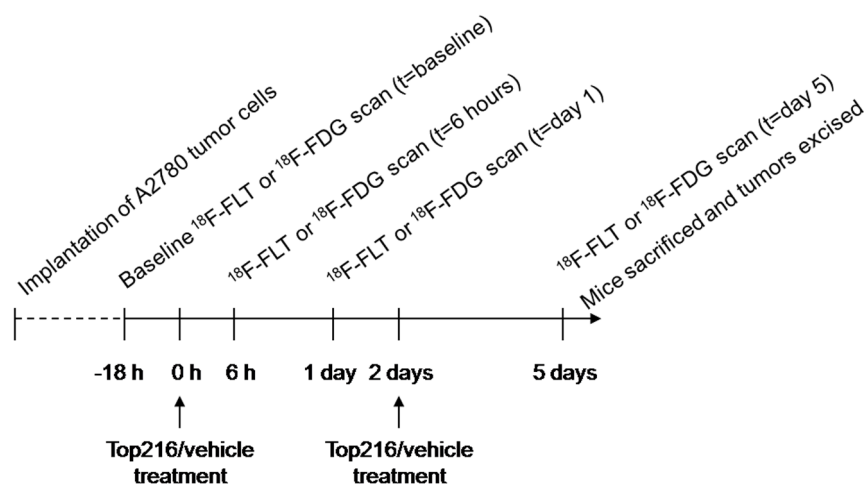 Implantation of A2780 tumor cells
Baseline ¹⁸F-FLT or ¹⁸F-FDG scan (t=baseline)
¹⁸F-FLT or ¹⁸F-FDG scan (t=6 hours)
¹⁸F-FLT or ¹⁸F-FDG scan (t=day 1)
¹⁸F-FLT or ¹⁸F-FDG scan (t=day 5)
Mice sacrificed and tumors excised
-18 h 0 h 6 h 1 day 2 days 5 days
Top216/vehicle
treatment
Top216/vehicle
treatment